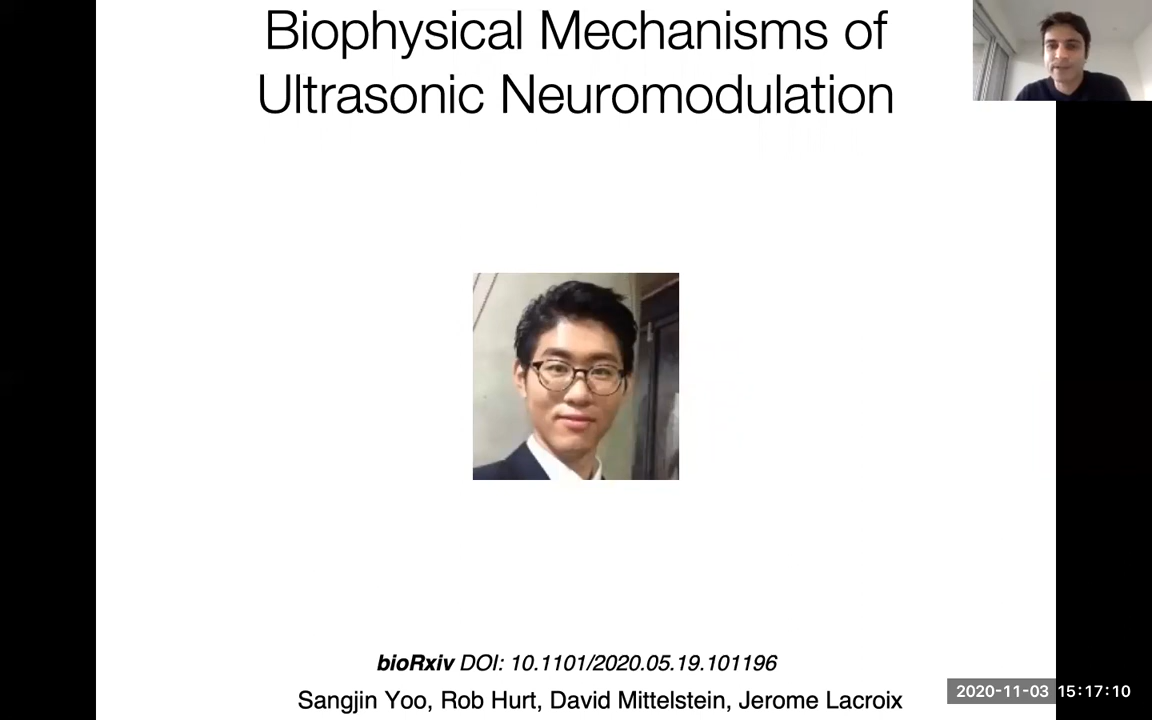 Biophysical Mechanisms of
Ultrasonic Neuromodulation
bioRxiv DOI: 10.1101/2020.05.19.101196
Sangjin Yoo, Rob Hurt, David Mittelstein, Jerome Lacroix
2020-11-03 15:17:10